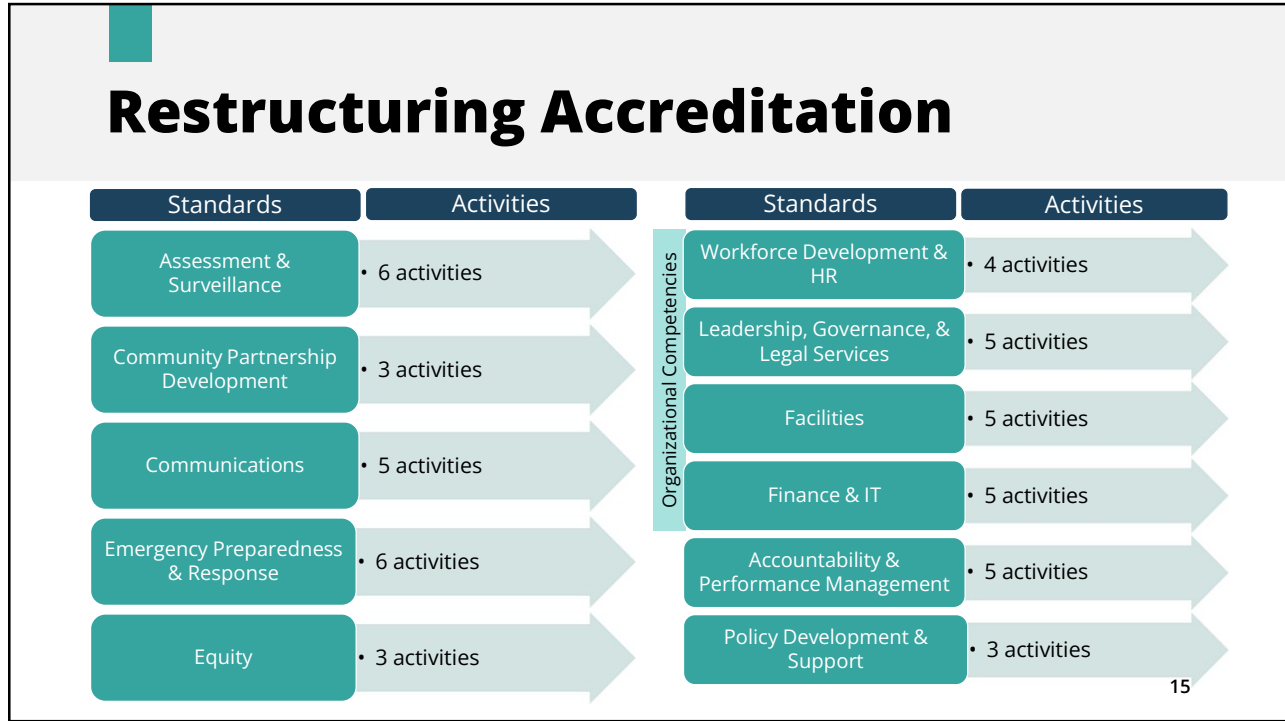 Restructuring Accreditation
Standards
Activities
Assessment &
Surveillance
• 6 activities
Community Partnership
Development
• 3 activities
Communications
• 5 activities
Emergency Preparedness
& Response
• 6 activities
Equity
• 3 activities
Standards
Activities
Organizational Competencies
Workforce Development &
HR
• 4 activities
Leadership, Governance, &
Legal Services
• 5 activities
Facilities
• 5 activities
Finance & IT
• 5 activities
Accountability &
Performance Management
• 5 activities
Policy Development &
Support
• 3 activities
15